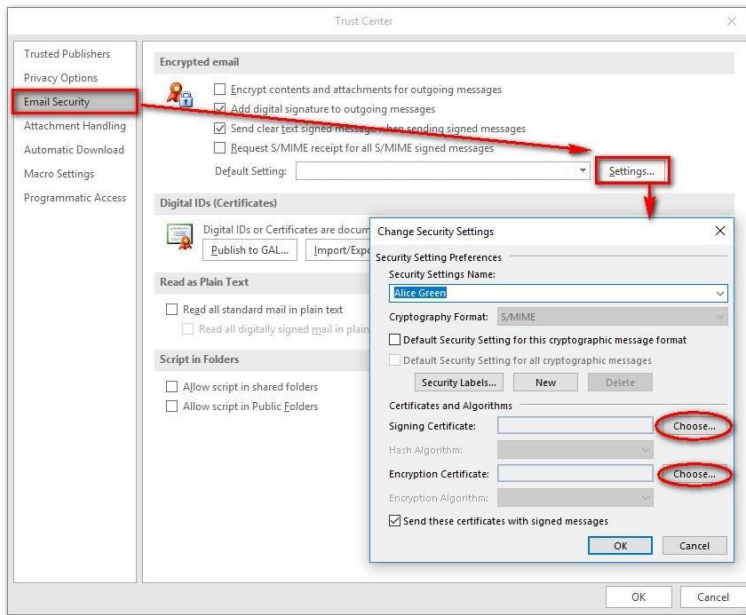 Trust Center
Trusted Publishers
Privacy Options
Email Security
Attachment Handling
Automatic Download
Macro Settings
Programmatic Access
Encrypted email
Encrypt contents and attachments for outgoing messages
Add digital signature to outgoing messages
Send clear text signed message when sending signed messages
Request S/MIME receipt for all S/MIME signed messages
Default Setting:
Settings...
Digital IDs (Certificates)
Digital IDs or Certificates are docum
Publish to GAL...
Import/Expo
Read as Plain Text
Read all standard mail in plain text
Read all digitally signed mail in plain
Script in Folders
Allow script in shared folders
Allow script in Public Folders
Change Security Settings
Security Setting Preferences
Security Settings Name:
Alice Green
Cryptography Format: S/MIME
Default Security Setting for this cryptographic message format
Default Security Setting for all cryptographic messages
Security Labels... New Delete
Certificates and Algorithms
Signing Certificate: Choose...
Hash Algorithm:
Encryption Certificate: Choose...
Encryption Algorithm:
Send these certificates with signed messages
OK Cancel
OK Cancel